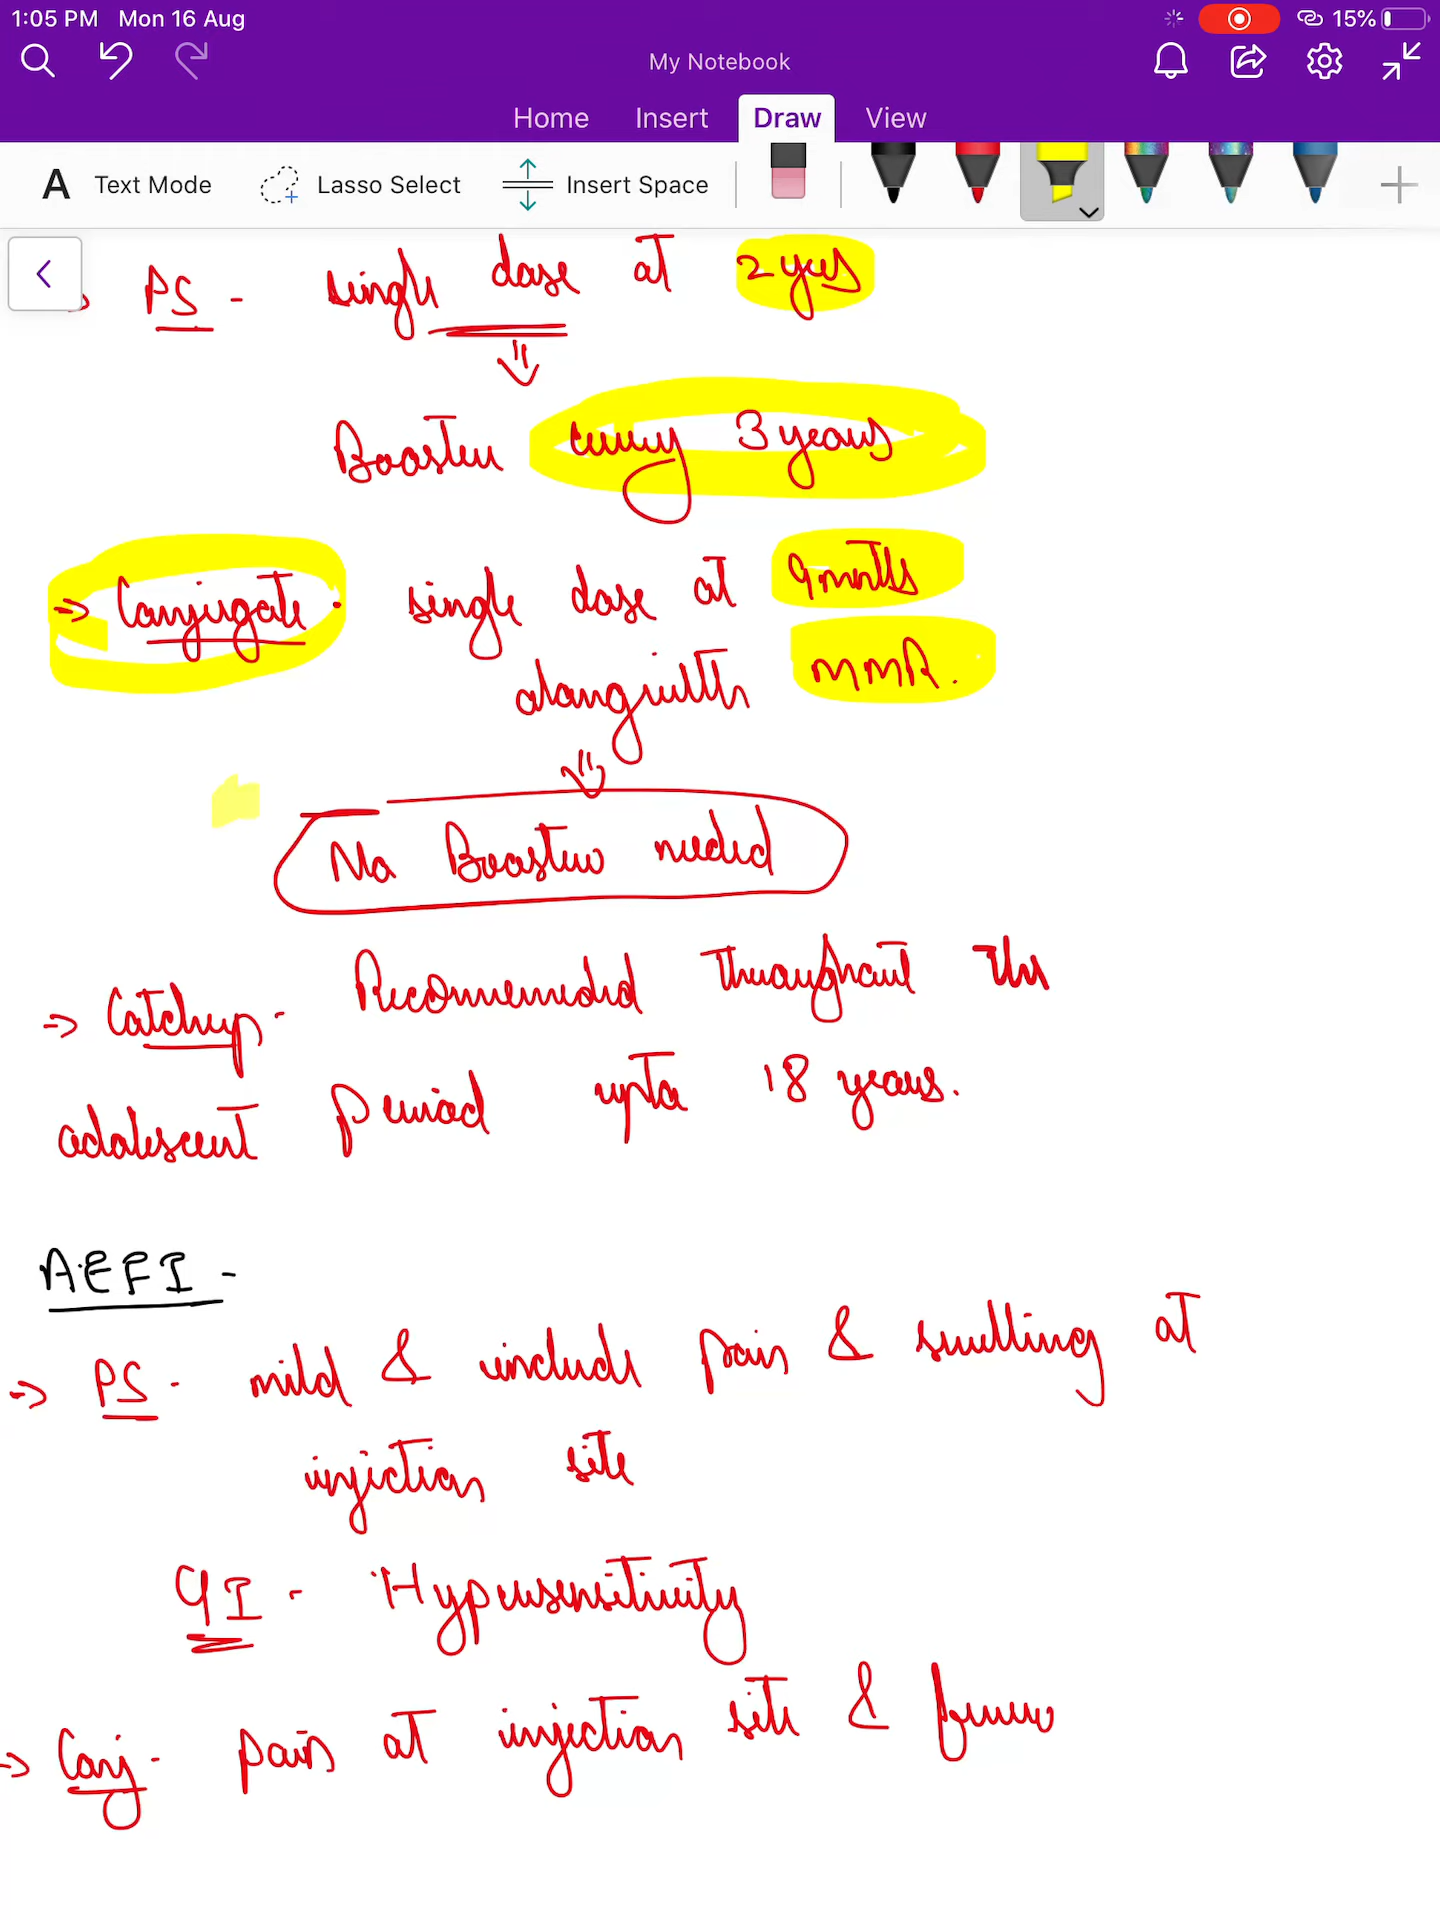 1:05 PM Mon 16 Aug 15%
My Notebook
Home Insert Draw View
A Text Mode Lasso Select Insert Space
PS - single dose at 2 yrs
Booster every 3 years
=> Conjugate - single dose at 9 months
alongwith MMR.
No Booster needed
-> Catchup - Recommended throughout the
adolescent period upto 18 years.
AEFI -
=> PS - mild & include pain & swelling at
injection site
CI - Hypersensitivity
=> Conj - pain at injection site & fever